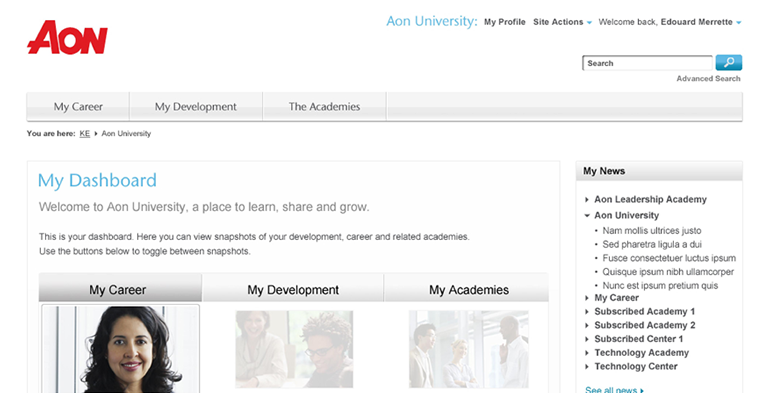 AON
Aon University: My Profile Site Actions Welcome back, Edouard Merrette
Search
Advanced Search
My Career My Development The Academies
You are here: KE Aon University
My Dashboard
Welcome to Aon University, a place to learn, share and grow.
This is your dashboard. Here you can view snapshots of your development, career and related academies.
Use the buttons below to toggle between snapshots.
My Career My Development My Academies
My News
Aon Leadership Academy
Aon University
Nam mollis ultrices justo
Sed pharetra ligula a dui
Fusce consectetuer luctus ipsum
Quisque ipsum nibh ullamcorper
Nunc est ipsum pretium quis
My Career
Subscribed Academy 1
Subscribed Academy 2
Subscribed Center 1
Technology Academy
Technology Center
See all news